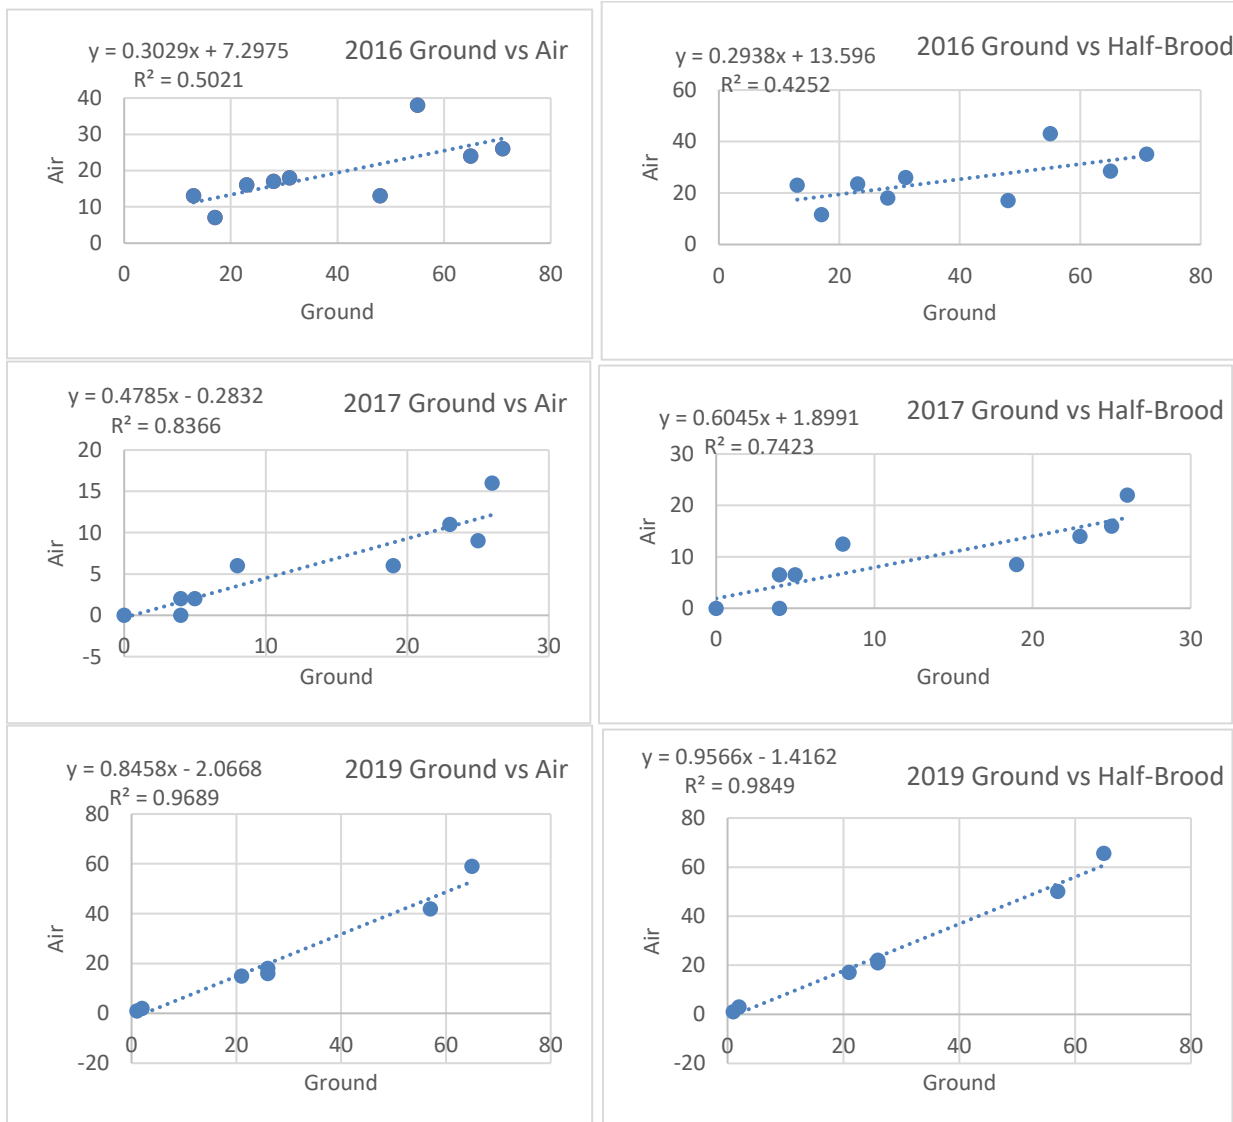 y = 0.3029x + 7.2975
R² = 0.5021
2016 Ground vs Air
40
30
20
10
0
0 20 40 60 80
Air
Ground
y = 0.2938x + 13.596
R² = 0.4252
2016 Ground vs Half-Brood
60
40
20
0
0 20 40 60 80
Air
Ground
y = 0.4785x - 0.2832
R² = 0.8366
2017 Ground vs Air
20
15
10
5
0
-5
0 10 20 30
Air
Ground
y = 0.6045x + 1.8991
R² = 0.7423
2017 Ground vs Half-Brood
30
20
10
0
0 10 20 30
Air
Ground
y = 0.8458x - 2.0668
R² = 0.9689
2019 Ground vs Air
80
60
40
20
0
-20
0 20 40 60 80
Air
Ground
y = 0.9566x - 1.4162
R² = 0.9849
2019 Ground vs Half-Brood
80
60
40
20
0
-20
0 20 40 60 80
Air
Ground